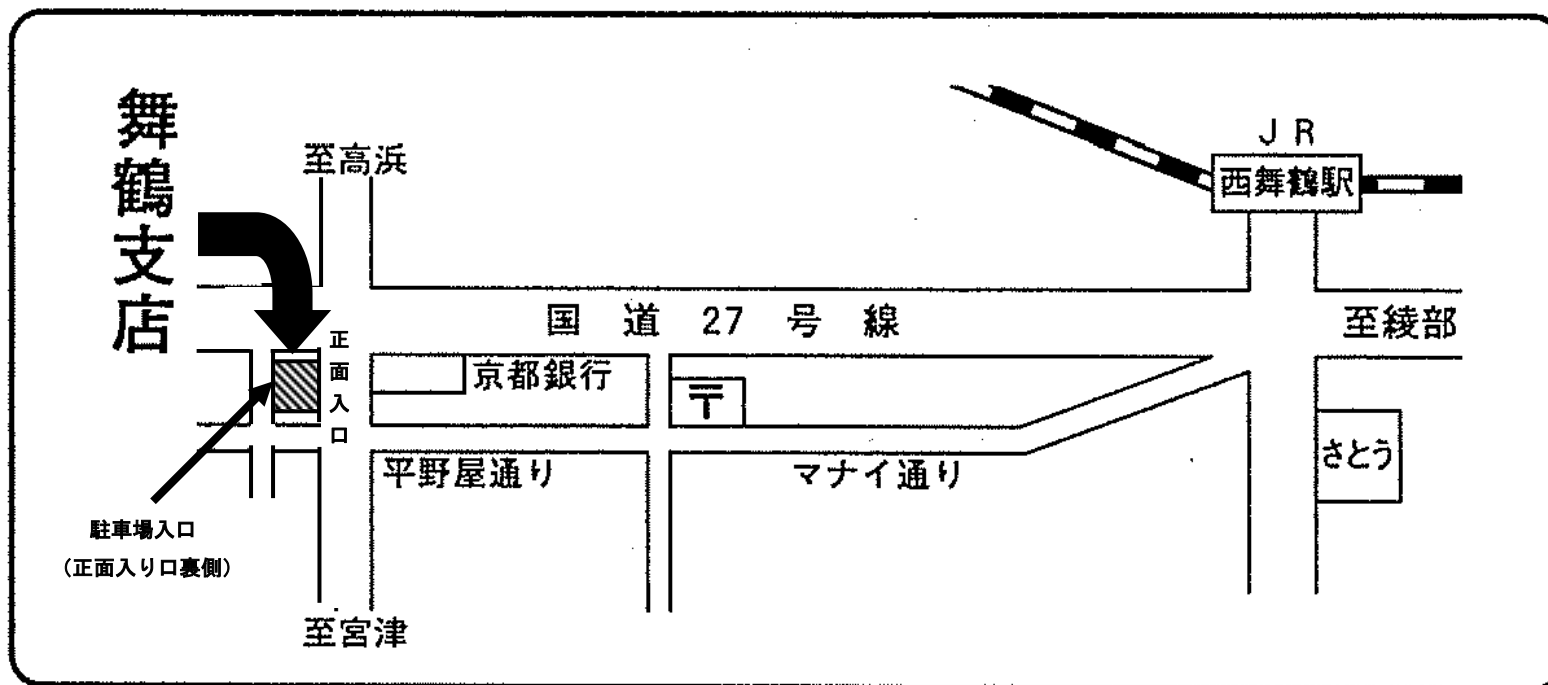 舞鶴支店
至高浜
JR
西舞鶴駅
国道27号線
至綾部
正面入口
京都銀行
〒
さとう
平野屋通り
マナイ通り
駐車場入口
(正面入り口裏側)
至宮津